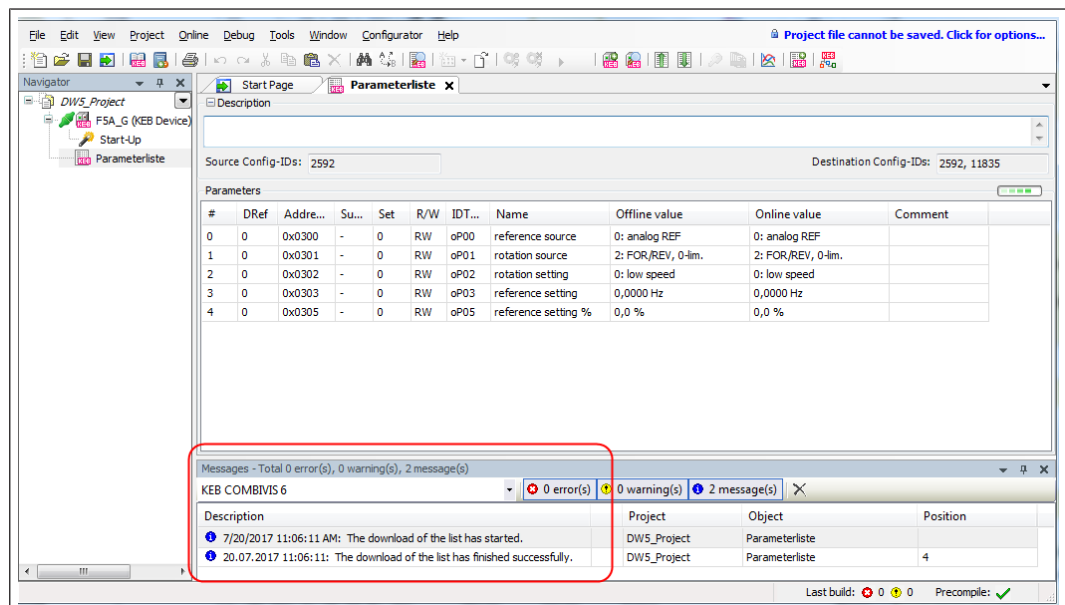 File Edit View Project Online Debug Tools Window Configurator Help
Project file cannot be saved. Click for options...
Navigator
DW5_Project
F5A_G (KEB Device)
Start-Up
Parameterliste
Start Page Parameterliste
Description
Source Config-IDs: 2592 Destination Config-IDs: 2592, 11835
Parameters
# DRef Addre... Su... Set R/W IDT... Name Offline value Online value Comment
0 0 0x0300 - 0 RW oP00 reference source 0: analog REF 0: analog REF
1 0 0x0301 - 0 RW oP01 rotation source 2: FOR/REV, 0-lim. 2: FOR/REV, 0-lim.
2 0 0x0302 - 0 RW oP02 rotation setting 0: low speed 0: low speed
3 0 0x0303 - 0 RW oP03 reference setting 0,0000 Hz 0,0000 Hz
4 0 0x0305 - 0 RW oP05 reference setting % 0,0 % 0,0 %
Messages - Total 0 error(s), 0 warning(s), 2 message(s)
KEB COMBIVIS 6 0 error(s) 0 warning(s) 2 message(s)
Description Project Object Position
7/20/2017 11:06:11 AM: The download of the list has started. DW5_Project Parameterliste
20.07.2017 11:06:11: The download of the list has finished successfully. DW5_Project Parameterliste 4
Last build: 0 0 Precompile: